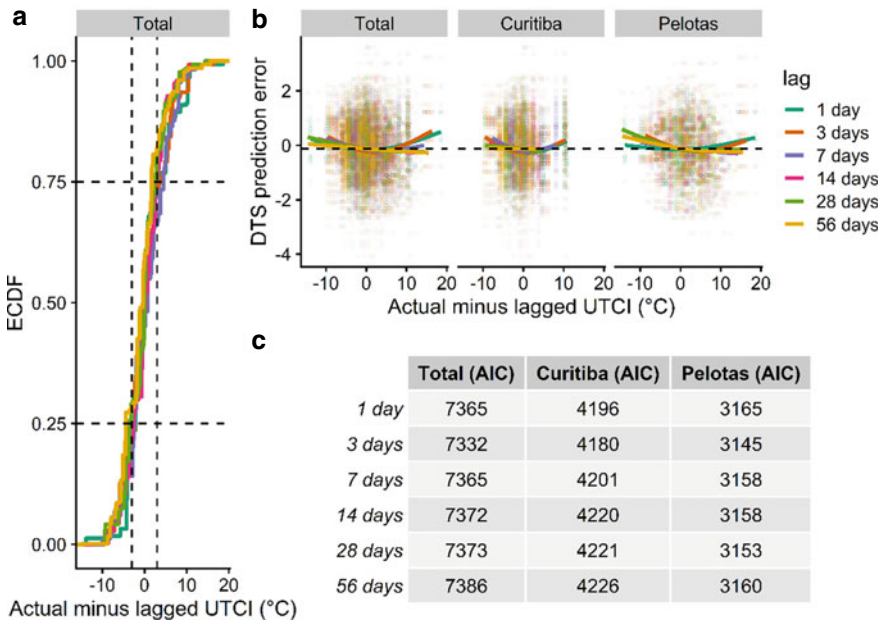 a
Total
1.00
0.75
0.50
0.25
0.00
ECDF
-10 0 10 20
Actual minus lagged UTCI (°C)
b
Total Curitiba Pelotas
2
0
-2
-4
DTS prediction error
-10 0 10 20 -10 0 10 20 -10 0 10 20
Actual minus lagged UTCI (°C)
lag
1 day
3 days
7 days
14 days
28 days
56 days
c
Total (AIC) Curitiba (AIC) Pelotas (AIC)
1 day 7365 4196 3165
3 days 7332 4180 3145
7 days 7365 4201 3158
14 days 7372 4220 3158
28 days 7373 4221 3153
56 days 7386 4226 3160